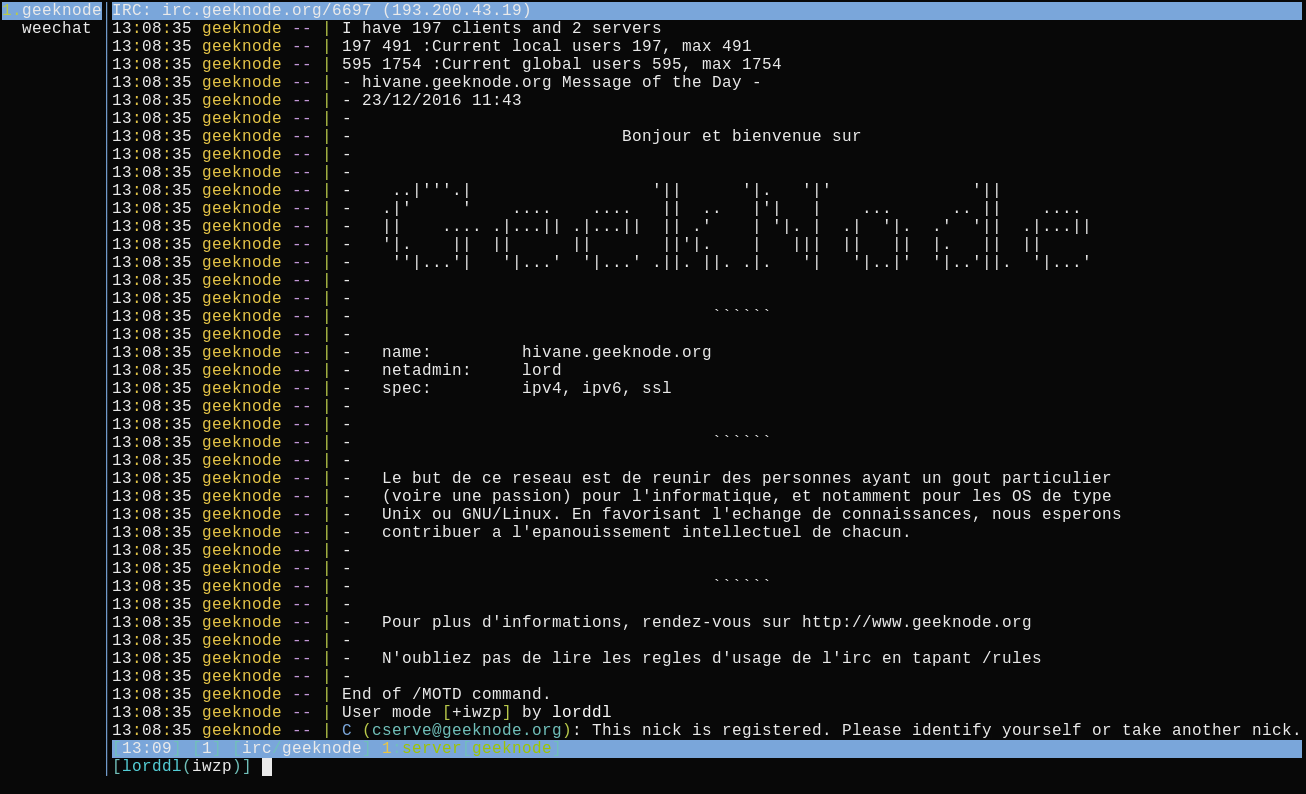 1.geeknode
weechat
IRC: irc.geeknode.org/6697 (193.200.43.19)
13:08:35 geeknode -- | I have 197 clients and 2 servers
13:08:35 geeknode -- | 197 491 :Current local users 197, max 491
13:08:35 geeknode -- | 595 1754 :Current global users 595, max 1754
13:08:35 geeknode -- | - hivane.geeknode.org Message of the Day -
13:08:35 geeknode -- | - 23/12/2016 11:43
13:08:35 geeknode -- | -
13:08:35 geeknode -- | -                           Bonjour et bienvenue sur
13:08:35 geeknode -- | -
13:08:35 geeknode -- | -
13:08:35 geeknode -- | -    ..|'''.|                  '||      '|.   '|'              '||
13:08:35 geeknode -- | -   .|'     '    ....    ....   ||  ..   |'|   |    ...      .. ||    ....
13:08:35 geeknode -- | -   ||    .... .|...|| .|...||  || .'    | '|. |  .|  '|.  .'  '||  .|...||
13:08:35 geeknode -- | -   '|.    ||  ||      ||       ||'|.    |   |||  ||   ||  |.   ||  ||
13:08:35 geeknode -- | -    ''|...'|   '|...'  '|...' .||. ||. .|.   '|   '|..|'  '|..'||.  '|...'
13:08:35 geeknode -- | -
13:08:35 geeknode -- | -
13:08:35 geeknode -- | -                                    ``````
13:08:35 geeknode -- | -
13:08:35 geeknode -- | -   name:         hivane.geeknode.org
13:08:35 geeknode -- | -   netadmin:     lord
13:08:35 geeknode -- | -   spec:         ipv4, ipv6, ssl
13:08:35 geeknode -- | -
13:08:35 geeknode -- | -
13:08:35 geeknode -- | -                                    ``````
13:08:35 geeknode -- | -
13:08:35 geeknode -- | -   Le but de ce reseau est de reunir des personnes ayant un gout particulier
13:08:35 geeknode -- | -   (voire une passion) pour l'informatique, et notamment pour les OS de type
13:08:35 geeknode -- | -   Unix ou GNU/Linux. En favorisant l'echange de connaissances, nous esperons
13:08:35 geeknode -- | -   contribuer a l'epanouissement intellectuel de chacun.
13:08:35 geeknode -- | -
13:08:35 geeknode -- | -
13:08:35 geeknode -- | -                                    ``````
13:08:35 geeknode -- | -
13:08:35 geeknode -- | -   Pour plus d'informations, rendez-vous sur http://www.geeknode.org
13:08:35 geeknode -- | -
13:08:35 geeknode -- | -   N'oubliez pas de lire les regles d'usage de l'irc en tapant /rules
13:08:35 geeknode -- | -
13:08:35 geeknode -- | End of /MOTD command.
13:08:35 geeknode -- | User mode [+iwzp] by lorddl
13:08:35 geeknode -- | C (cserve@geeknode.org): This nick is registered. Please identify yourself or take another nick.
[13:09] [1] [irc/geeknode] 1:server[geeknode]
[lorddl(iwzp)]